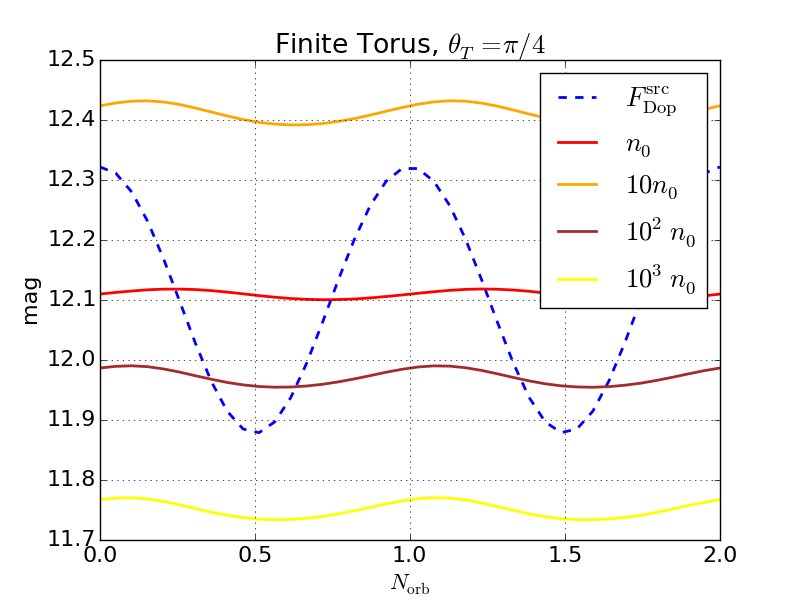 Finite Torus, θ_T = π/4
12.5
12.4
12.3
12.2
12.1
12.0
11.9
11.8
11.7
mag
F_Dop^src
n_0
10n_0
10^2 n_0
10^3 n_0
0.0 0.5 1.0 1.5 2.0
N_orb